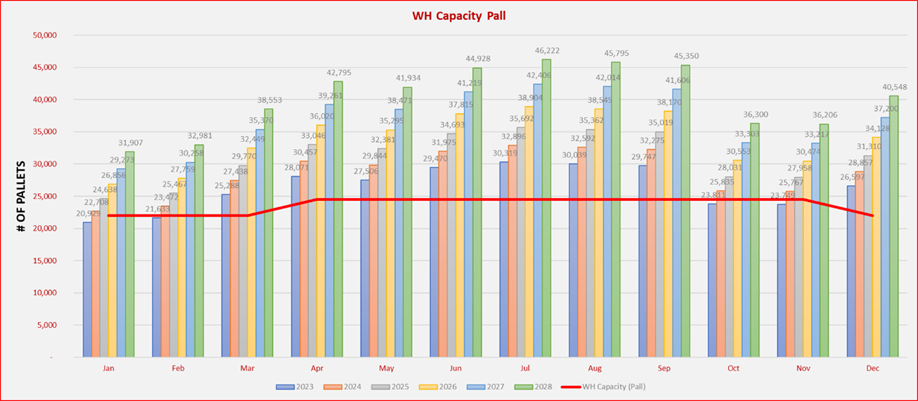 WH Capacity Pall
# OF PALLETS
50,000
45,000
40,000
35,000
30,000
25,000
20,000
15,000
10,000
5,000
-
20,925 22,708 24,638 26,856 29,273 31,907
21,633 23,472 25,467 27,759 30,258 32,981
25,288 27,438 29,770 32,449 35,370 38,553
28,071 30,457 33,046 36,020 39,261 42,795
27,506 29,844 32,381 35,295 38,471 41,934
29,470 31,975 34,693 37,815 41,219 44,928
30,319 32,896 35,692 38,904 42,406 46,222
30,039 32,592 35,362 38,545 42,014 45,795
29,747 32,275 35,019 38,170 41,606 45,350
23,811 25,835 28,031 30,553 33,303 36,300
25,767 27,958 30,474 33,217 36,206
26,597 28,857 31,310 34,128 37,200 40,548
Jan Feb Mar Apr May Jun Jul Aug Sep Oct Nov Dec
2023 2024 2025 2026 2027 2028 WH Capacity (Pall)